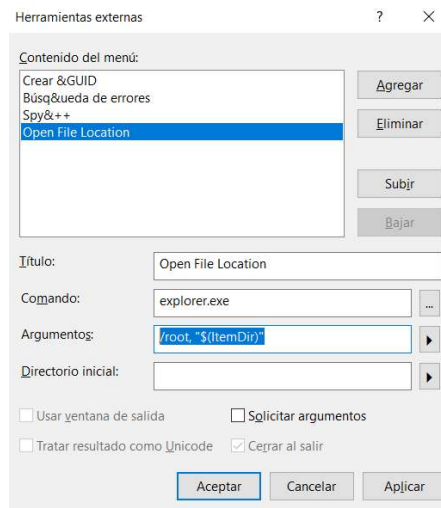 Herramientas externas ? ×
Contenido del menú:
Crear &GUID
Búsq&ueda de errores
Spy&++
Open File Location
Agregar
Eliminar
Subir
Bajar
Título: Open File Location
Comando: explorer.exe ...
Argumentos: /root, "$(ItemDir)"
Directorio inicial:
Usar ventana de salida Solicitar argumentos
Tratar resultado como Unicode Cerrar al salir
Aceptar Cancelar Aplicar